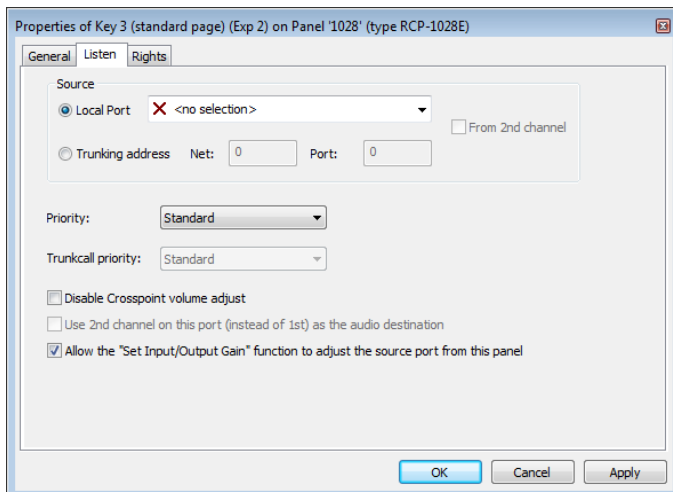 Properties of Key 3 (standard page) (Exp 2) on Panel '1028' (type RCP-1028E)
General Listen Rights
Source
Local Port <no selection>
From 2nd channel
Trunking address Net: 0 Port: 0
Priority: Standard
Trunkcall priority: Standard
Disable Crosspoint volume adjust
Use 2nd channel on this port (instead of 1st) as the audio destination
Allow the "Set Input/Output Gain" function to adjust the source port from this panel
OK Cancel Apply